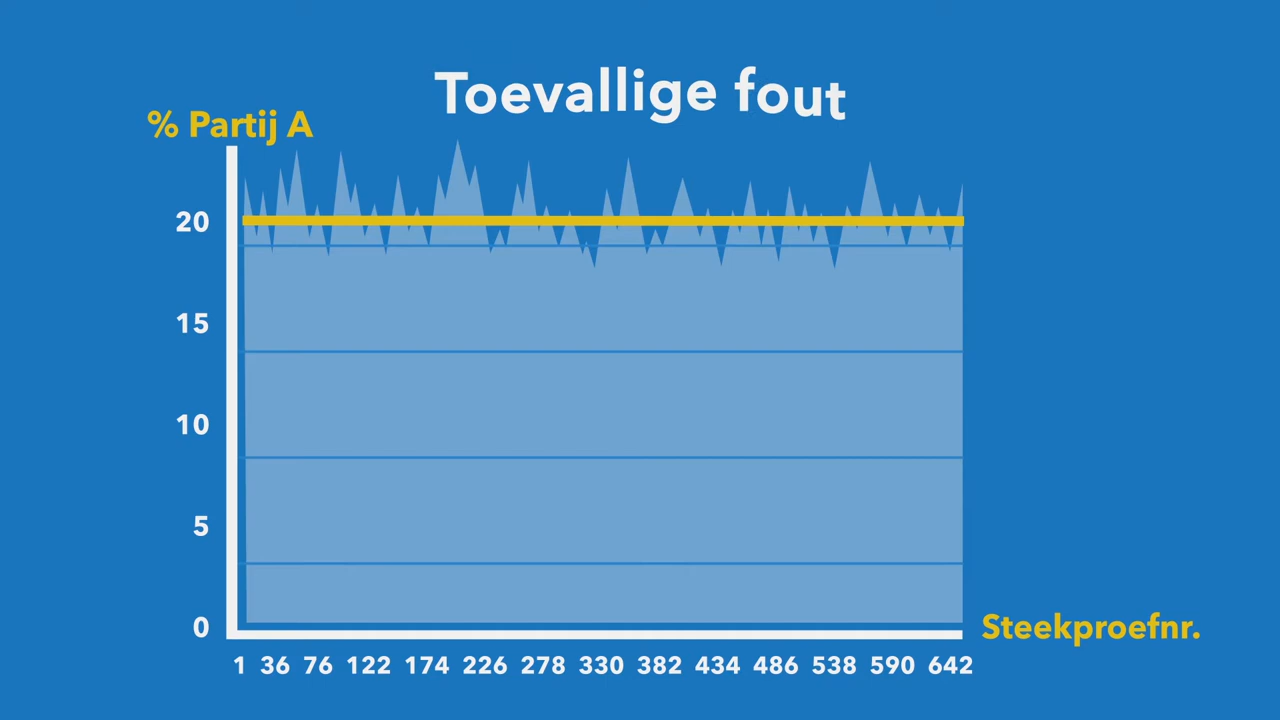 Toevallige fout
% Partij A
20
15
10
5
0
Steekproefnr.
1 36 76 122 174 226 278 330 382 434 486 538 590 642